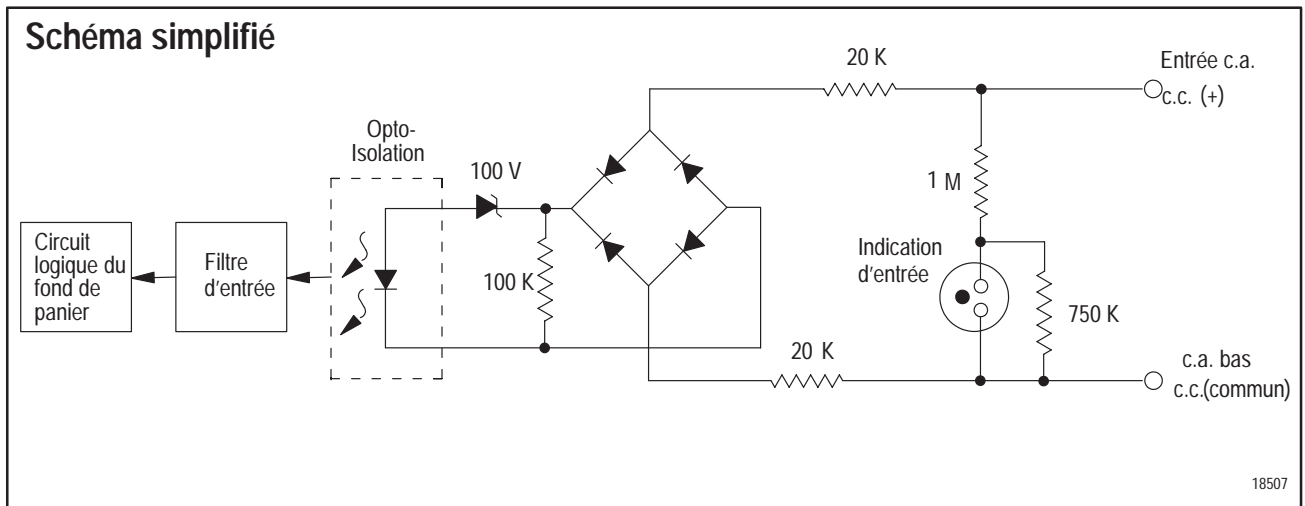 Schéma simplifié
20 K
Entrée c.a.
c.c. (+)
Opto-
Isolation
100 V
1 M
Circuit
logique du
fond de
panier
Filtre
d'entrée
100 K
Indication
d'entrée
750 K
20 K
c.a. bas
c.c.(commun)
18507